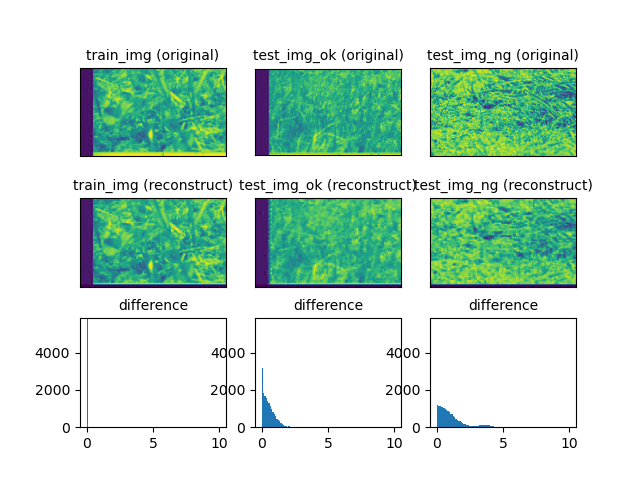 train_img (original) test_img_ok (original) test_img_ng (original)
train_img (reconstruct) test_img_ok (reconstruct) test_img_ng (reconstruct)
difference difference difference
4000 4000 4000
2000 2000 2000
0 0 0
0 5 10 0 5 10 0 5 10